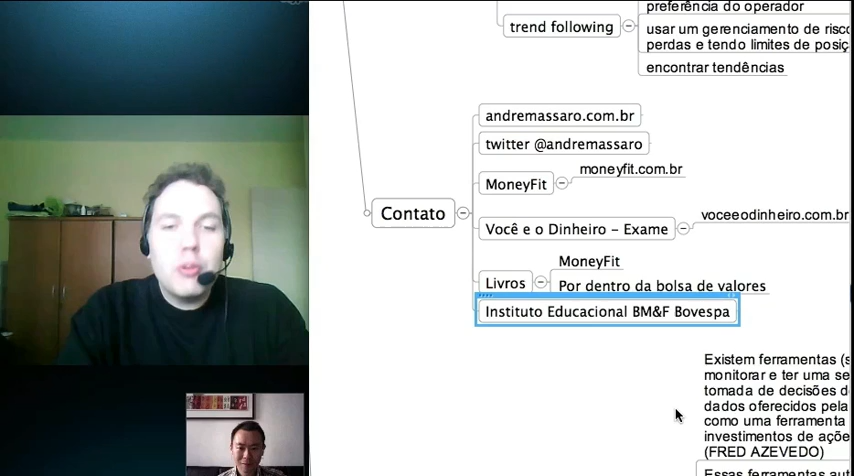 preferência do operador
trend following
usar um gerenciamento de risco
perdas e tendo limites de posiç
encontrar tendências
andremassaro.com.br
twitter @andremassaro
MoneyFit
moneyfit.com.br
Contato
Você e o Dinheiro – Exame
voceeodinheiro.com.br
Livros
MoneyFit
Por dentro da bolsa de valores
Instituto Educacional BM&F Bovespa
Existem ferramentas (s
monitorar e ter uma se
tomada de decisões d
dados oferecidos pela
como uma ferramenta
investimentos de açõe
(FRED AZEVEDO)
Essas ferramentas aut